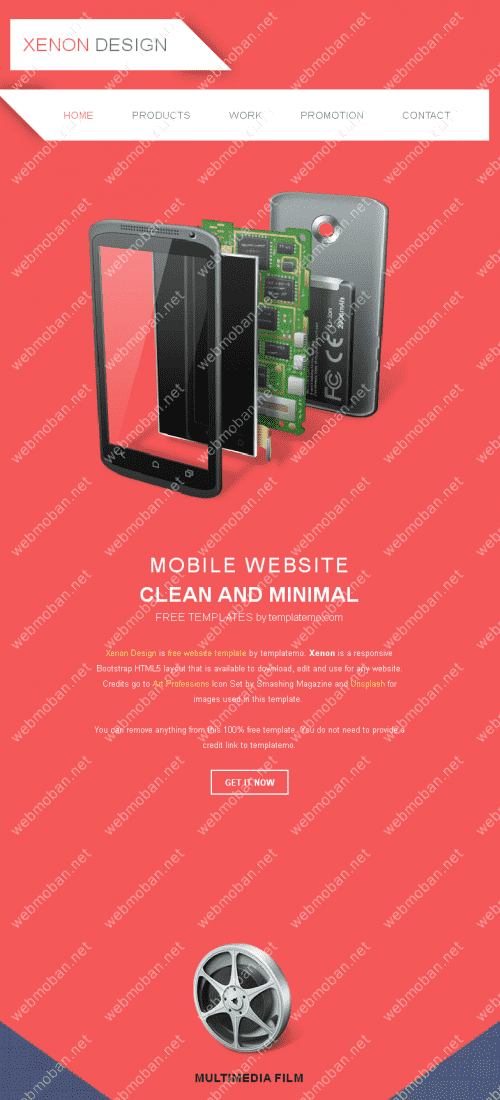 XENON DESIGN
HOME PRODUCTS WORK PROMOTION CONTACT
Li-ion
FC CE
MOBILE WEBSITE
CLEAN AND MINIMAL
FREE TEMPLATES by templatemo.com
Xenon Design is free website template by templatemo. Xenon is a responsive
Bootstrap HTML5 layout that is available to download, edit and use for any website.
Credits go to Art Professions Icon Set by Smashing Magazine and Unsplash for
images used in this template.
You can remove anything from this 100% free template. You do not need to provide a
credit link to templatemo.
GET IT NOW
MULTIMEDIA FILM
webmoban.net